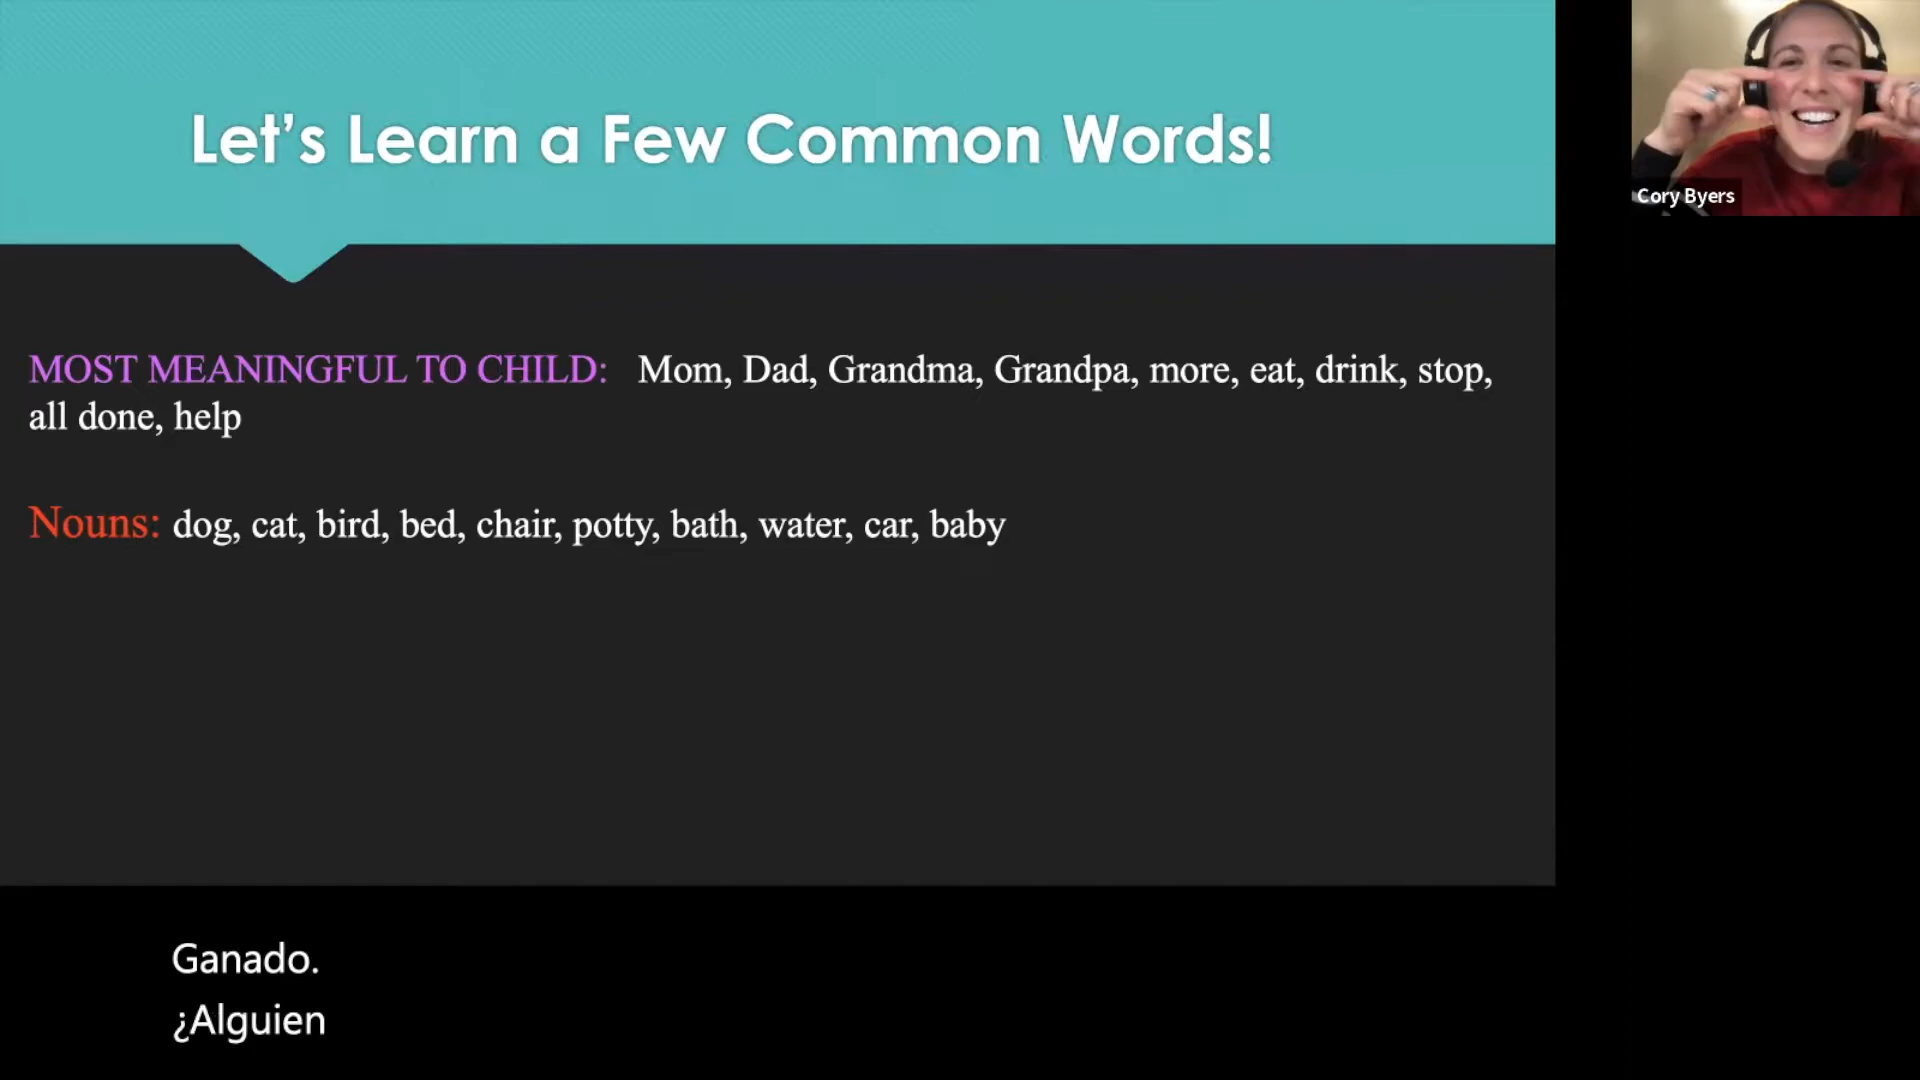 Let’s Learn a Few Common Words!
Cory Byers
MOST MEANINGFUL TO CHILD: Mom, Dad, Grandma, Grandpa, more, eat, drink, stop,
all done, help
Nouns: dog, cat, bird, bed, chair, potty, bath, water, car, baby
Ganado.
¿Alguien